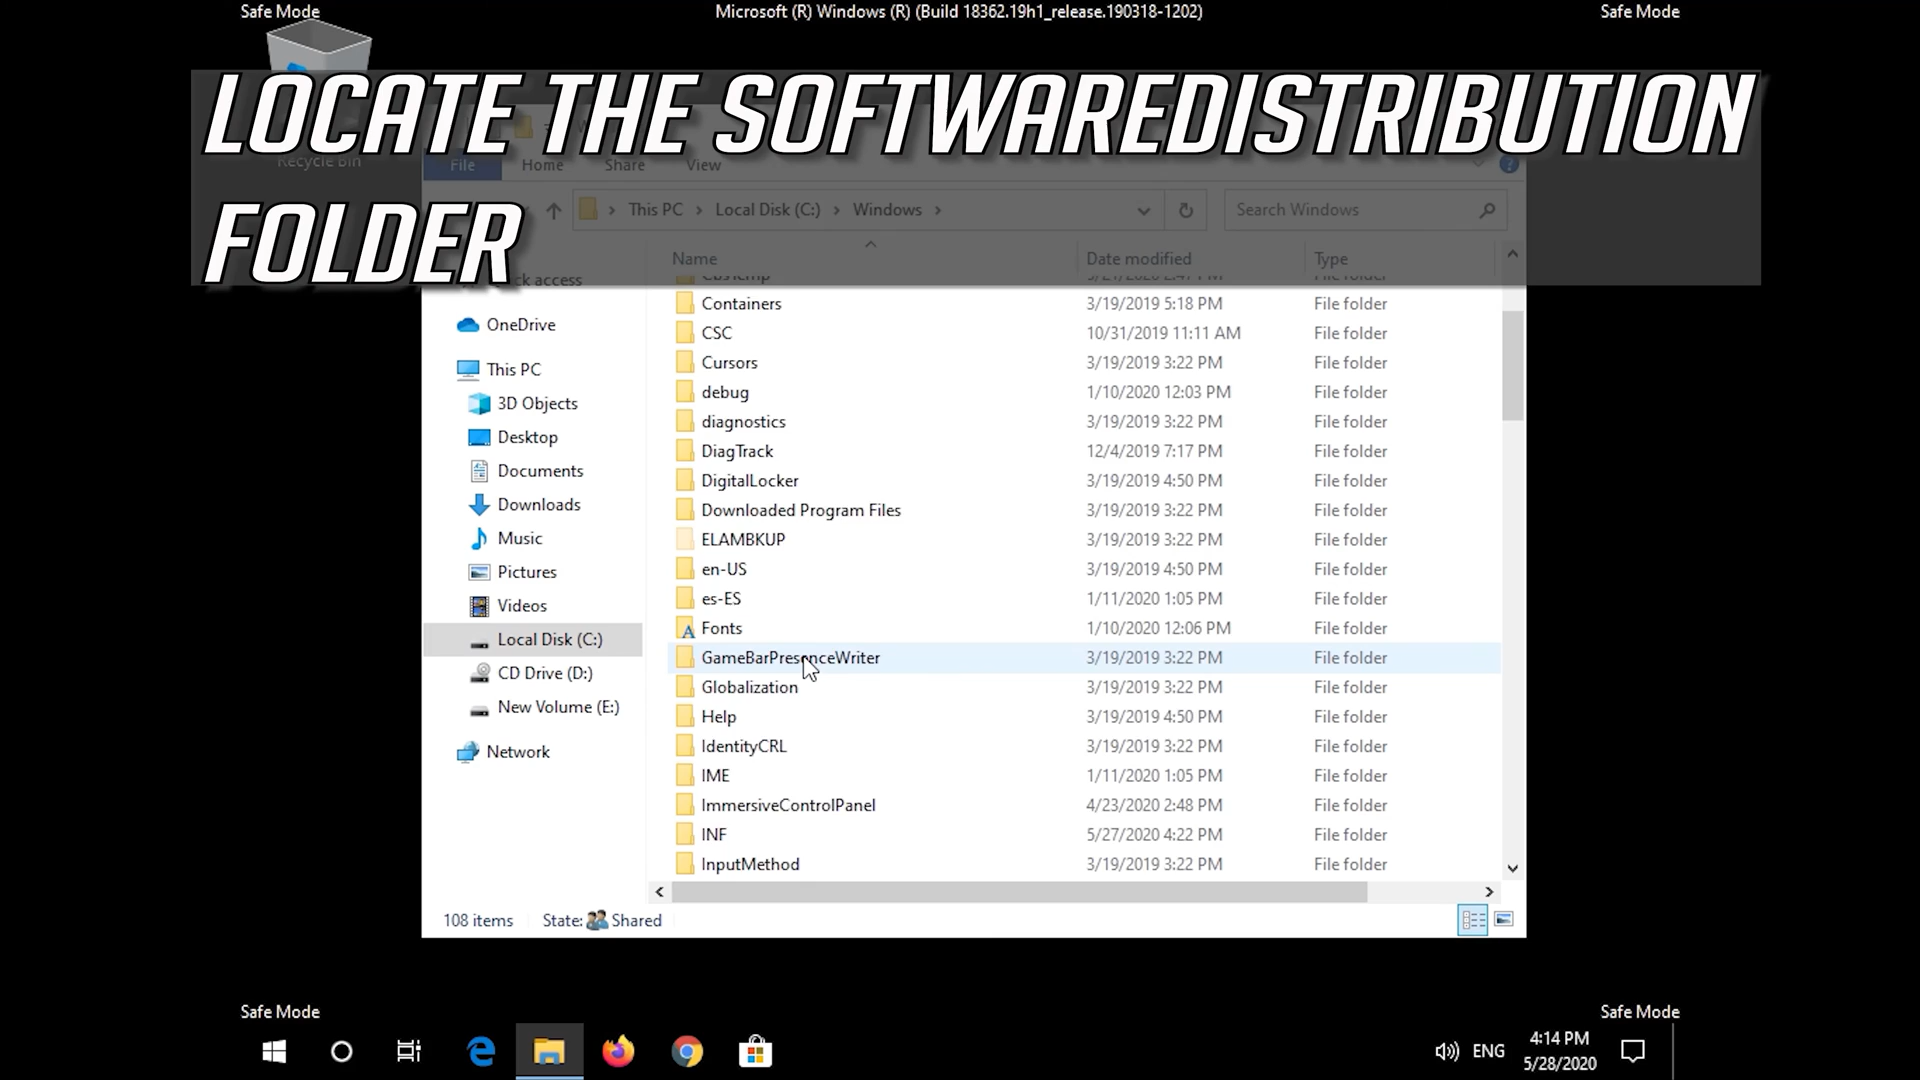 Safe Mode
Microsoft (R) Windows (R) (Build 18362.19h1_release.190318-1202)
Safe Mode
LOCATE THE SOFTWAREDISTRIBUTION
FOLDER
Recycle Bin
File Home Share View
This PC > Local Disk (C:) > Windows >
Search Windows
Name Date modified Type
Containers 3/19/2019 5:18 PM File folder
CSC 10/31/2019 11:11 AM File folder
Cursors 3/19/2019 3:22 PM File folder
debug 1/10/2020 12:03 PM File folder
diagnostics 3/19/2019 3:22 PM File folder
DiagTrack 12/4/2019 7:17 PM File folder
DigitalLocker 3/19/2019 4:50 PM File folder
Downloaded Program Files 3/19/2019 3:22 PM File folder
ELAMBKUP 3/19/2019 3:22 PM File folder
en-US 3/19/2019 4:50 PM File folder
es-ES 1/11/2020 1:05 PM File folder
Fonts 1/10/2020 12:06 PM File folder
GameBarPresenceWriter 3/19/2019 3:22 PM File folder
Globalization 3/19/2019 3:22 PM File folder
Help 3/19/2019 4:50 PM File folder
IdentityCRL 3/19/2019 3:22 PM File folder
IME 1/11/2020 1:05 PM File folder
ImmersiveControlPanel 4/23/2020 2:48 PM File folder
INF 5/27/2020 4:22 PM File folder
InputMethod 3/19/2019 3:22 PM File folder
access
OneDrive
This PC
3D Objects
Desktop
Documents
Downloads
Music
Pictures
Videos
Local Disk (C:)
CD Drive (D:)
New Volume (E:)
Network
108 items State: Shared
Safe Mode
Safe Mode
ENG
4:14 PM
5/28/2020